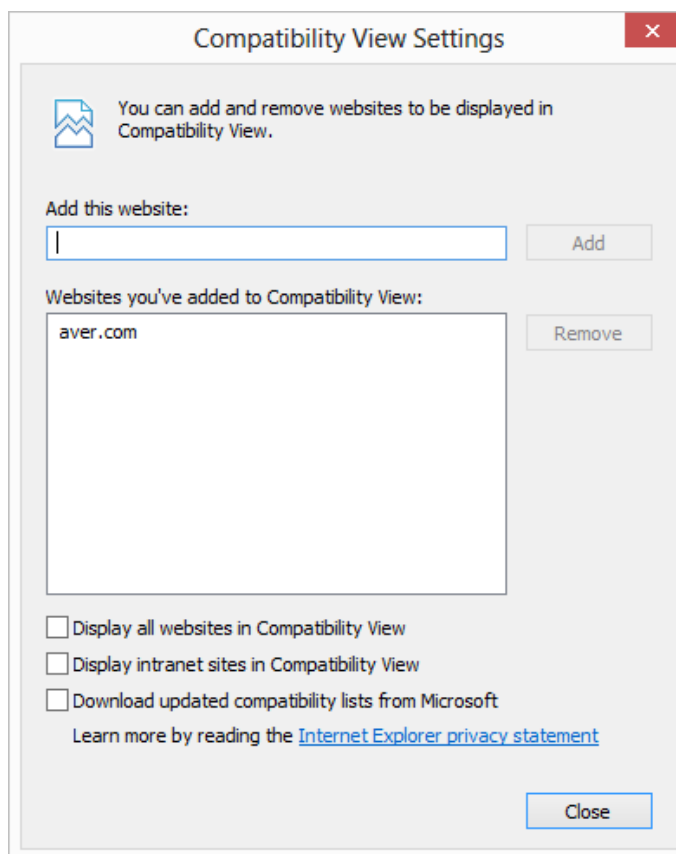 Compatibility View Settings
You can add and remove websites to be displayed in
Compatibility View.
Add this website:
Add
Websites you've added to Compatibility View:
aver.com
Remove
Display all websites in Compatibility View
Display intranet sites in Compatibility View
Download updated compatibility lists from Microsoft
Learn more by reading the Internet Explorer privacy statement
Close